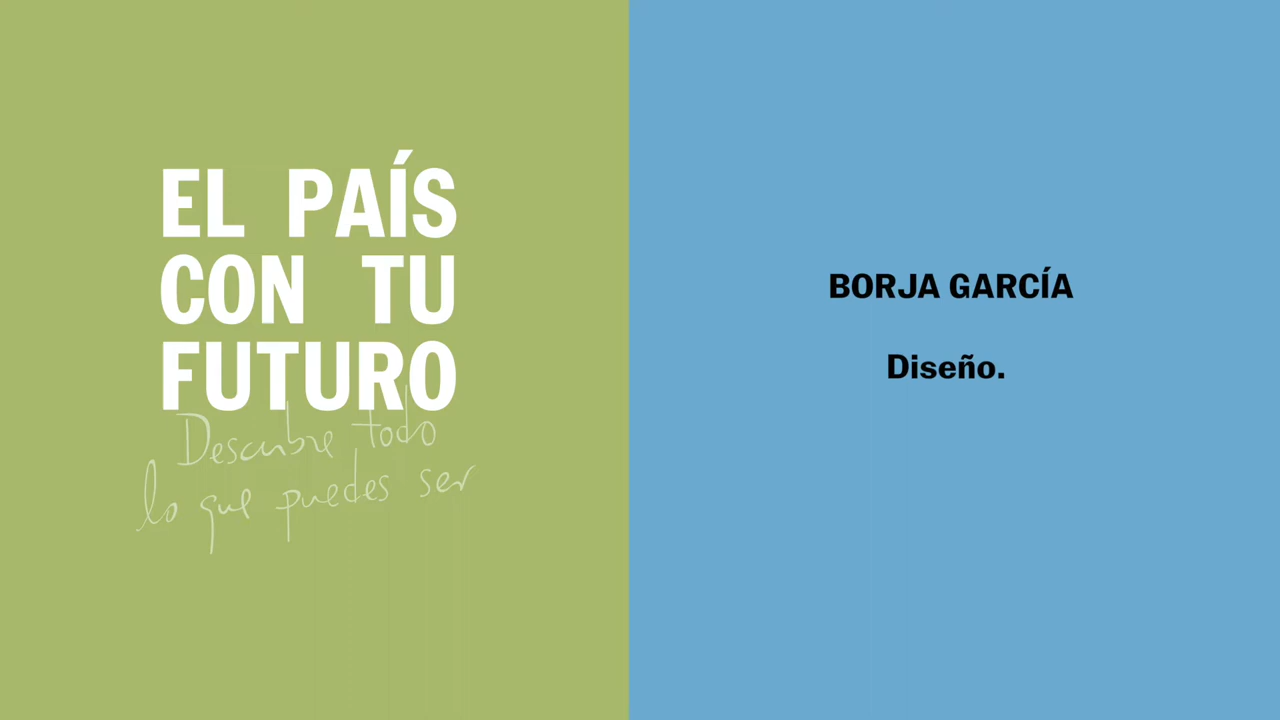 EL PAÍS
CON TU
FUTURO
Descubre todo
lo que puedes ser
BORJA GARCÍA
Diseño.